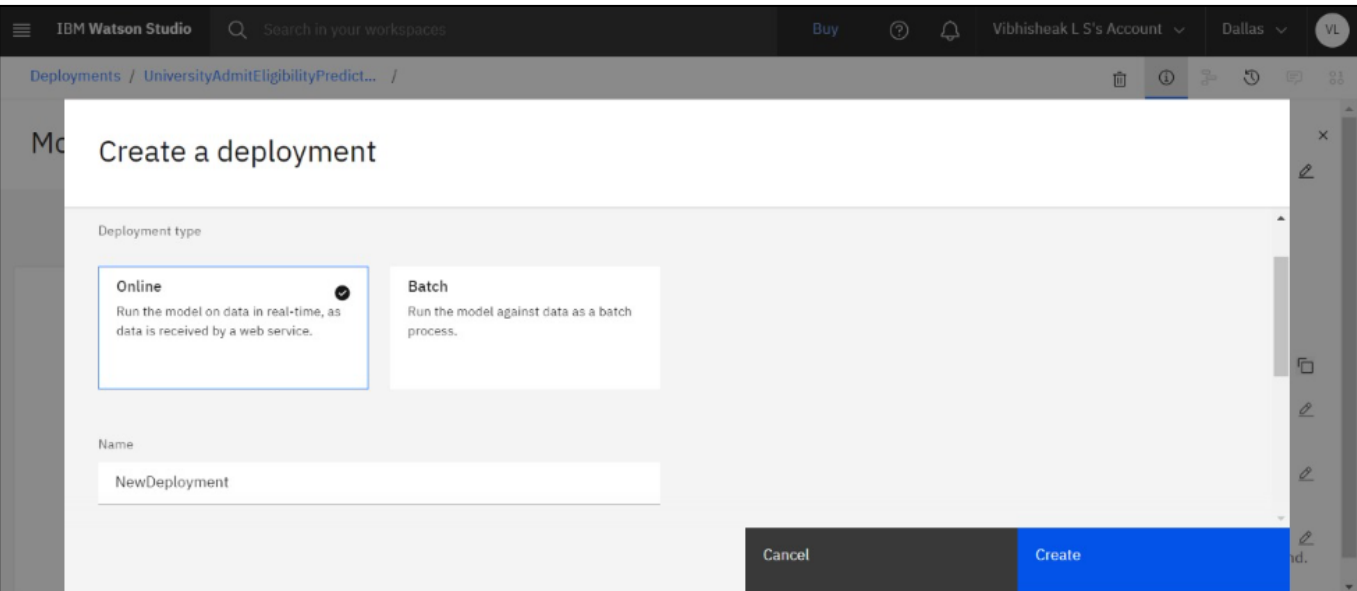 IBM Watson Studio Search in your workspaces Buy Vibhisheak L S's Account Dallas VL
Deployments / UniversityAdmitEligibilityPredict... /
Mo
Create a deployment
Deployment type
Online
Run the model on data in real-time, as
data is received by a web service.
Batch
Run the model against data as a batch
process.
Name
NewDeployment
Cancel
Create
nd.